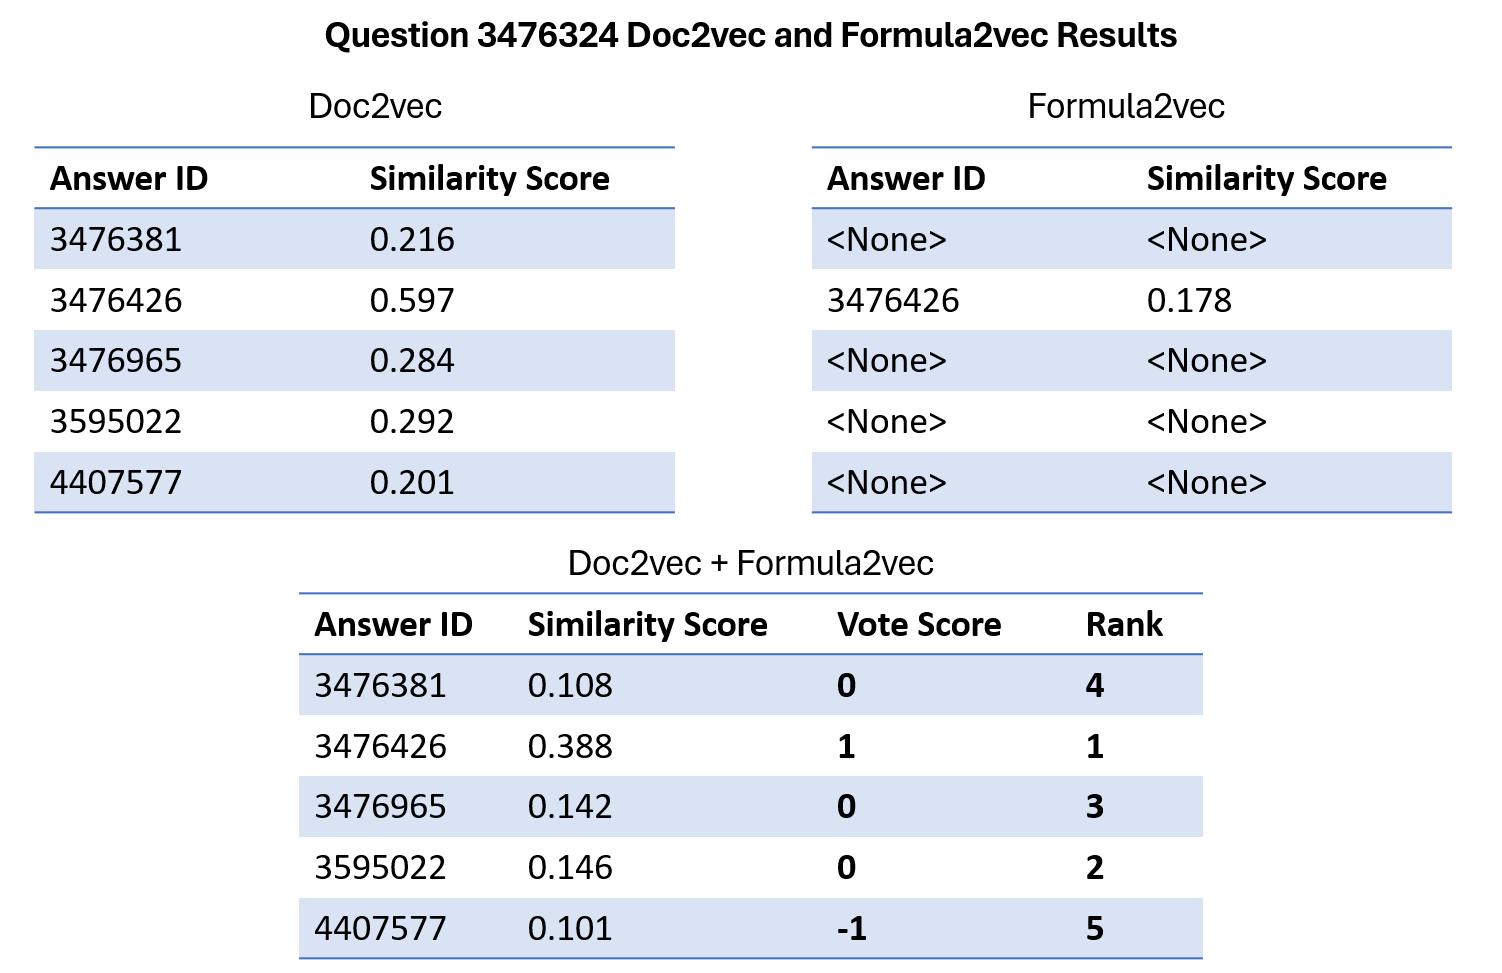 Question 3476324 Doc2vec and Formula2vec Results
Doc2vec
Answer ID Similarity Score
3476381 0.216
3476426 0.597
3476965 0.284
3595022 0.292
4407577 0.201
Formula2vec
Answer ID Similarity Score
<None> <None>
3476426 0.178
<None> <None>
<None> <None>
<None> <None>
Doc2vec + Formula2vec
Answer ID Similarity Score Vote Score Rank
3476381 0.108 0 4
3476426 0.388 1 1
3476965 0.142 0 3
3595022 0.146 0 2
4407577 0.101 -1 5